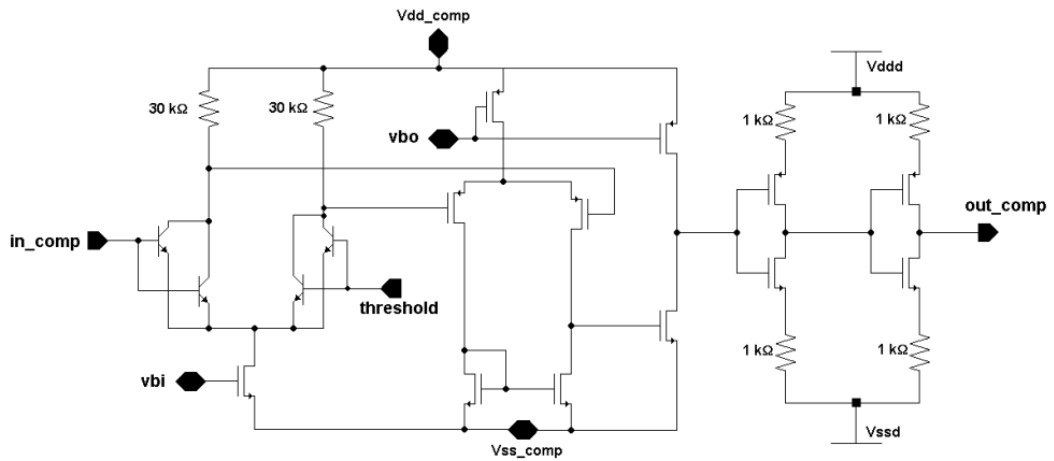 Vdd_comp
Vddd
30 kΩ
30 kΩ
1 kΩ
1 kΩ
vbo
in_comp
out_comp
threshold
1 kΩ
1 kΩ
vbi
Vss_comp
Vssd